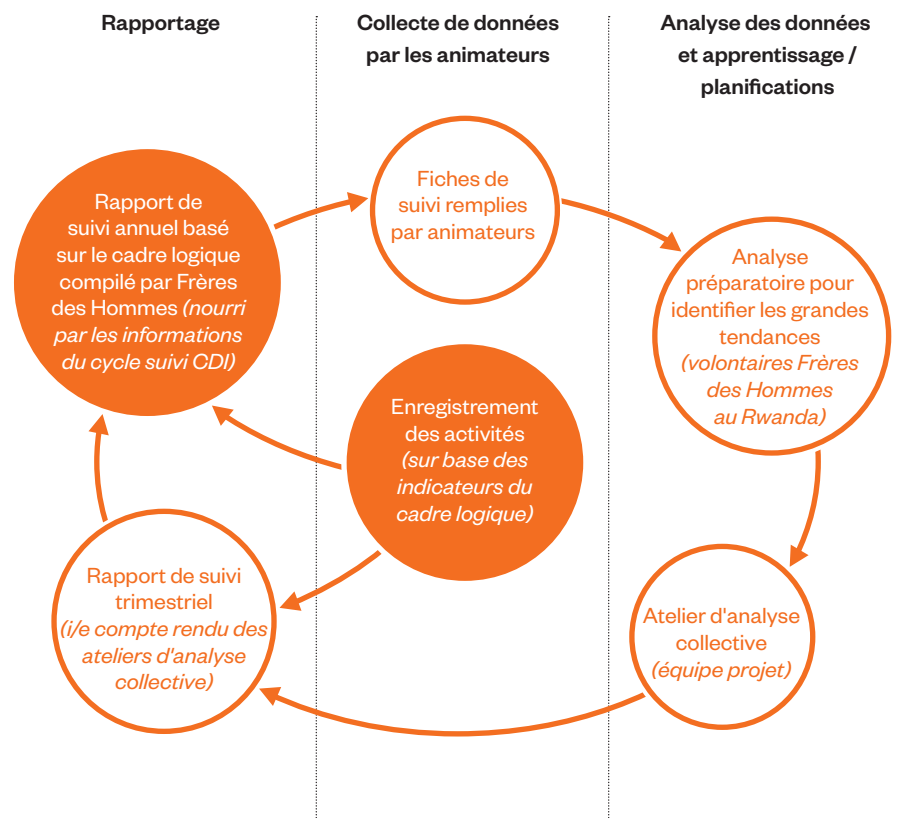 Rapportage
Collecte de données
par les animateurs
Analyse des données
et apprentissage /
planifications
Rapport de
suivi annuel basé
sur le cadre logique
compilé par Frères
des Hommes (nourri
par les informations
du cycle suivi CDI)
Fiches de
suivi remplies
par animateurs
Analyse
préparatoire pour
identifier les grandes
tendances
(volontaires Frères
des Hommes
au Rwanda)
Enregistrement
des activités
(sur base des
indicateurs du
cadre logique)
Rapport de suivi
trimestriel
(i/e compte rendu des
ateliers d'analyse
collective)
Atelier d'analyse
collective
(équipe projet)